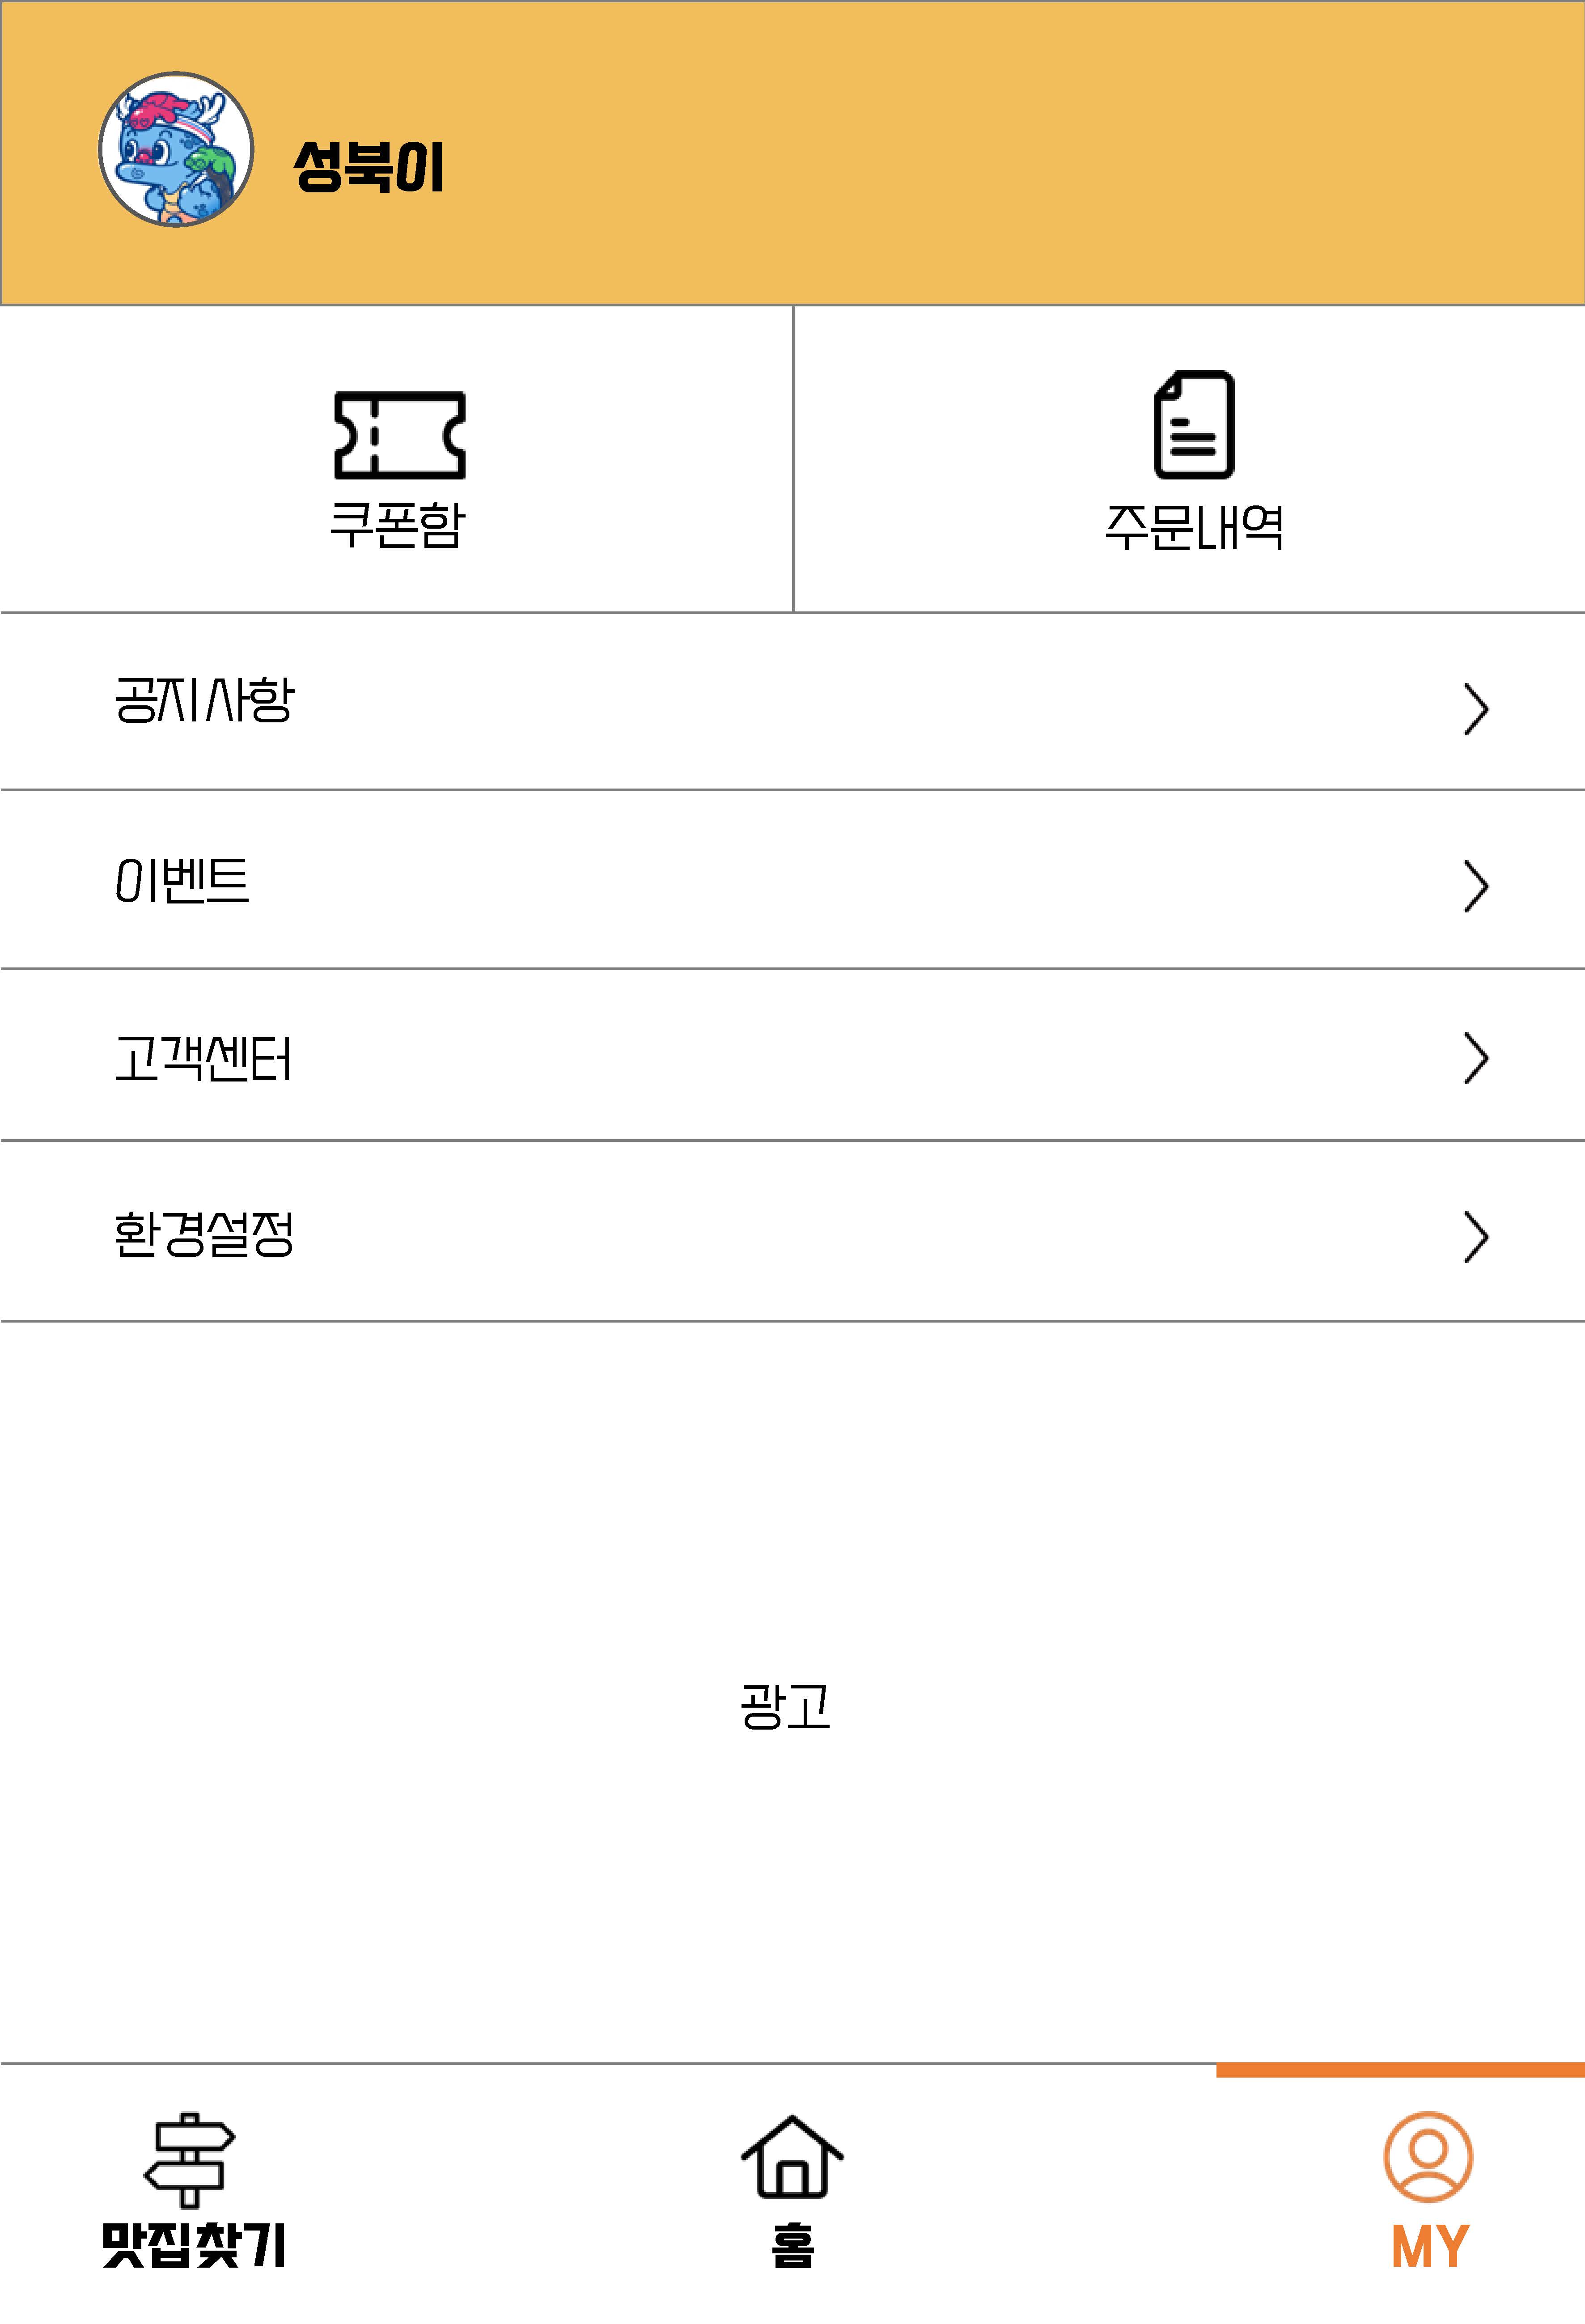 성북이
쿠폰함
주문내역
공지사항
이벤트
고객센터
환경설정
광고
맛집찾기
홈
MY